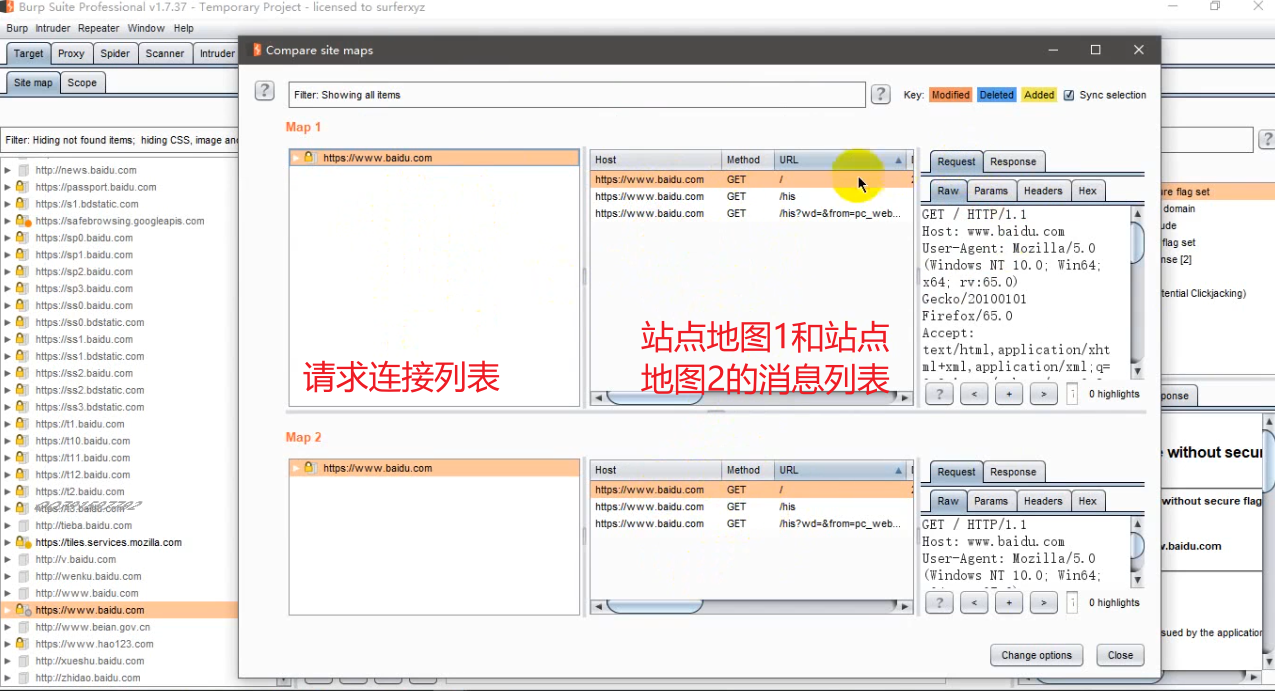 Burp Suite Professional v1.7.37 - Temporary Project - licensed to surferxyz
Burp Intruder Repeater Window Help
Target Proxy Spider Scanner Intruder
Site map Scope
Filter: Hiding not found items; hiding CSS, image and
http://news.baidu.com
https://passport.baidu.com
https://s1.bdstatic.com
https://safebrowsing.googleapis.com
https://sp0.baidu.com
https://sp1.baidu.com
https://sp2.baidu.com
https://sp3.baidu.com
https://ss0.baidu.com
https://ss0.bdstatic.com
https://ss1.baidu.com
https://ss1.bdstatic.com
https://ss2.baidu.com
https://ss2.bdstatic.com
https://ss3.bdstatic.com
https://t1.baidu.com
https://t10.baidu.com
https://t11.baidu.com
https://t12.baidu.com
https://t2.baidu.com
https://t3.baidu.com
http://tieba.baidu.com
https://tiles.services.mozilla.com
http://v.baidu.com
http://wenku.baidu.com
http://www.baidu.com
https://www.baidu.com
http://www.beian.gov.cn
https://www.hao123.com
http://xueshu.baidu.com
http://zhidao.baidu.com
Compare site maps
? Filter: Showing all items ? Key: Modified Deleted Added Sync selection
Map 1
https://www.baidu.com
Host Method URL
https://www.baidu.com GET /
https://www.baidu.com GET /his
https://www.baidu.com GET /his?wd=&from=pc_web...
请求连接列表
站点地图1和站点
地图2的消息列表
Request Response
Raw Params Headers Hex
GET / HTTP/1.1
Host: www.baidu.com
User-Agent: Mozilla/5.0
(Windows NT 10.0; Win64;
x64; rv:65.0)
Gecko/20100101
Firefox/65.0
Accept:
text/html,application/xht
ml+xml,application/xml;q=
? < + > 0 highlights
Map 2
https://www.baidu.com
Host Method URL
https://www.baidu.com GET /
https://www.baidu.com GET /his
https://www.baidu.com GET /his?wd=&from=pc_web...
Request Response
Raw Params Headers Hex
GET / HTTP/1.1
Host: www.baidu.com
User-Agent: Mozilla/5.0
(Windows NT 10.0; Win64;
? < + > 0 highlights
Change options Close
?
ure flag set
domain
ude
flag set
nse [2]
tential Clickjacking)
ponse
without secur
without secure flag
v.baidu.com
sued by the application